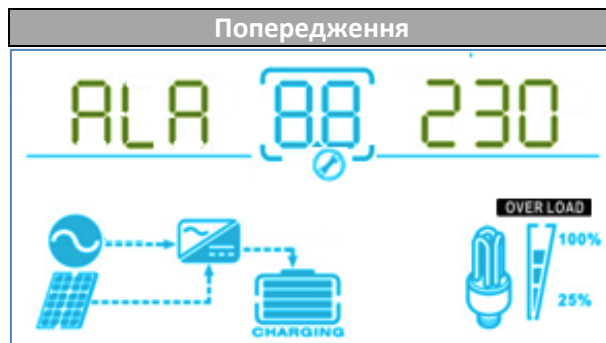 Попередження
ALA 88 230
OVER LOAD
100%
25%
CHARGING